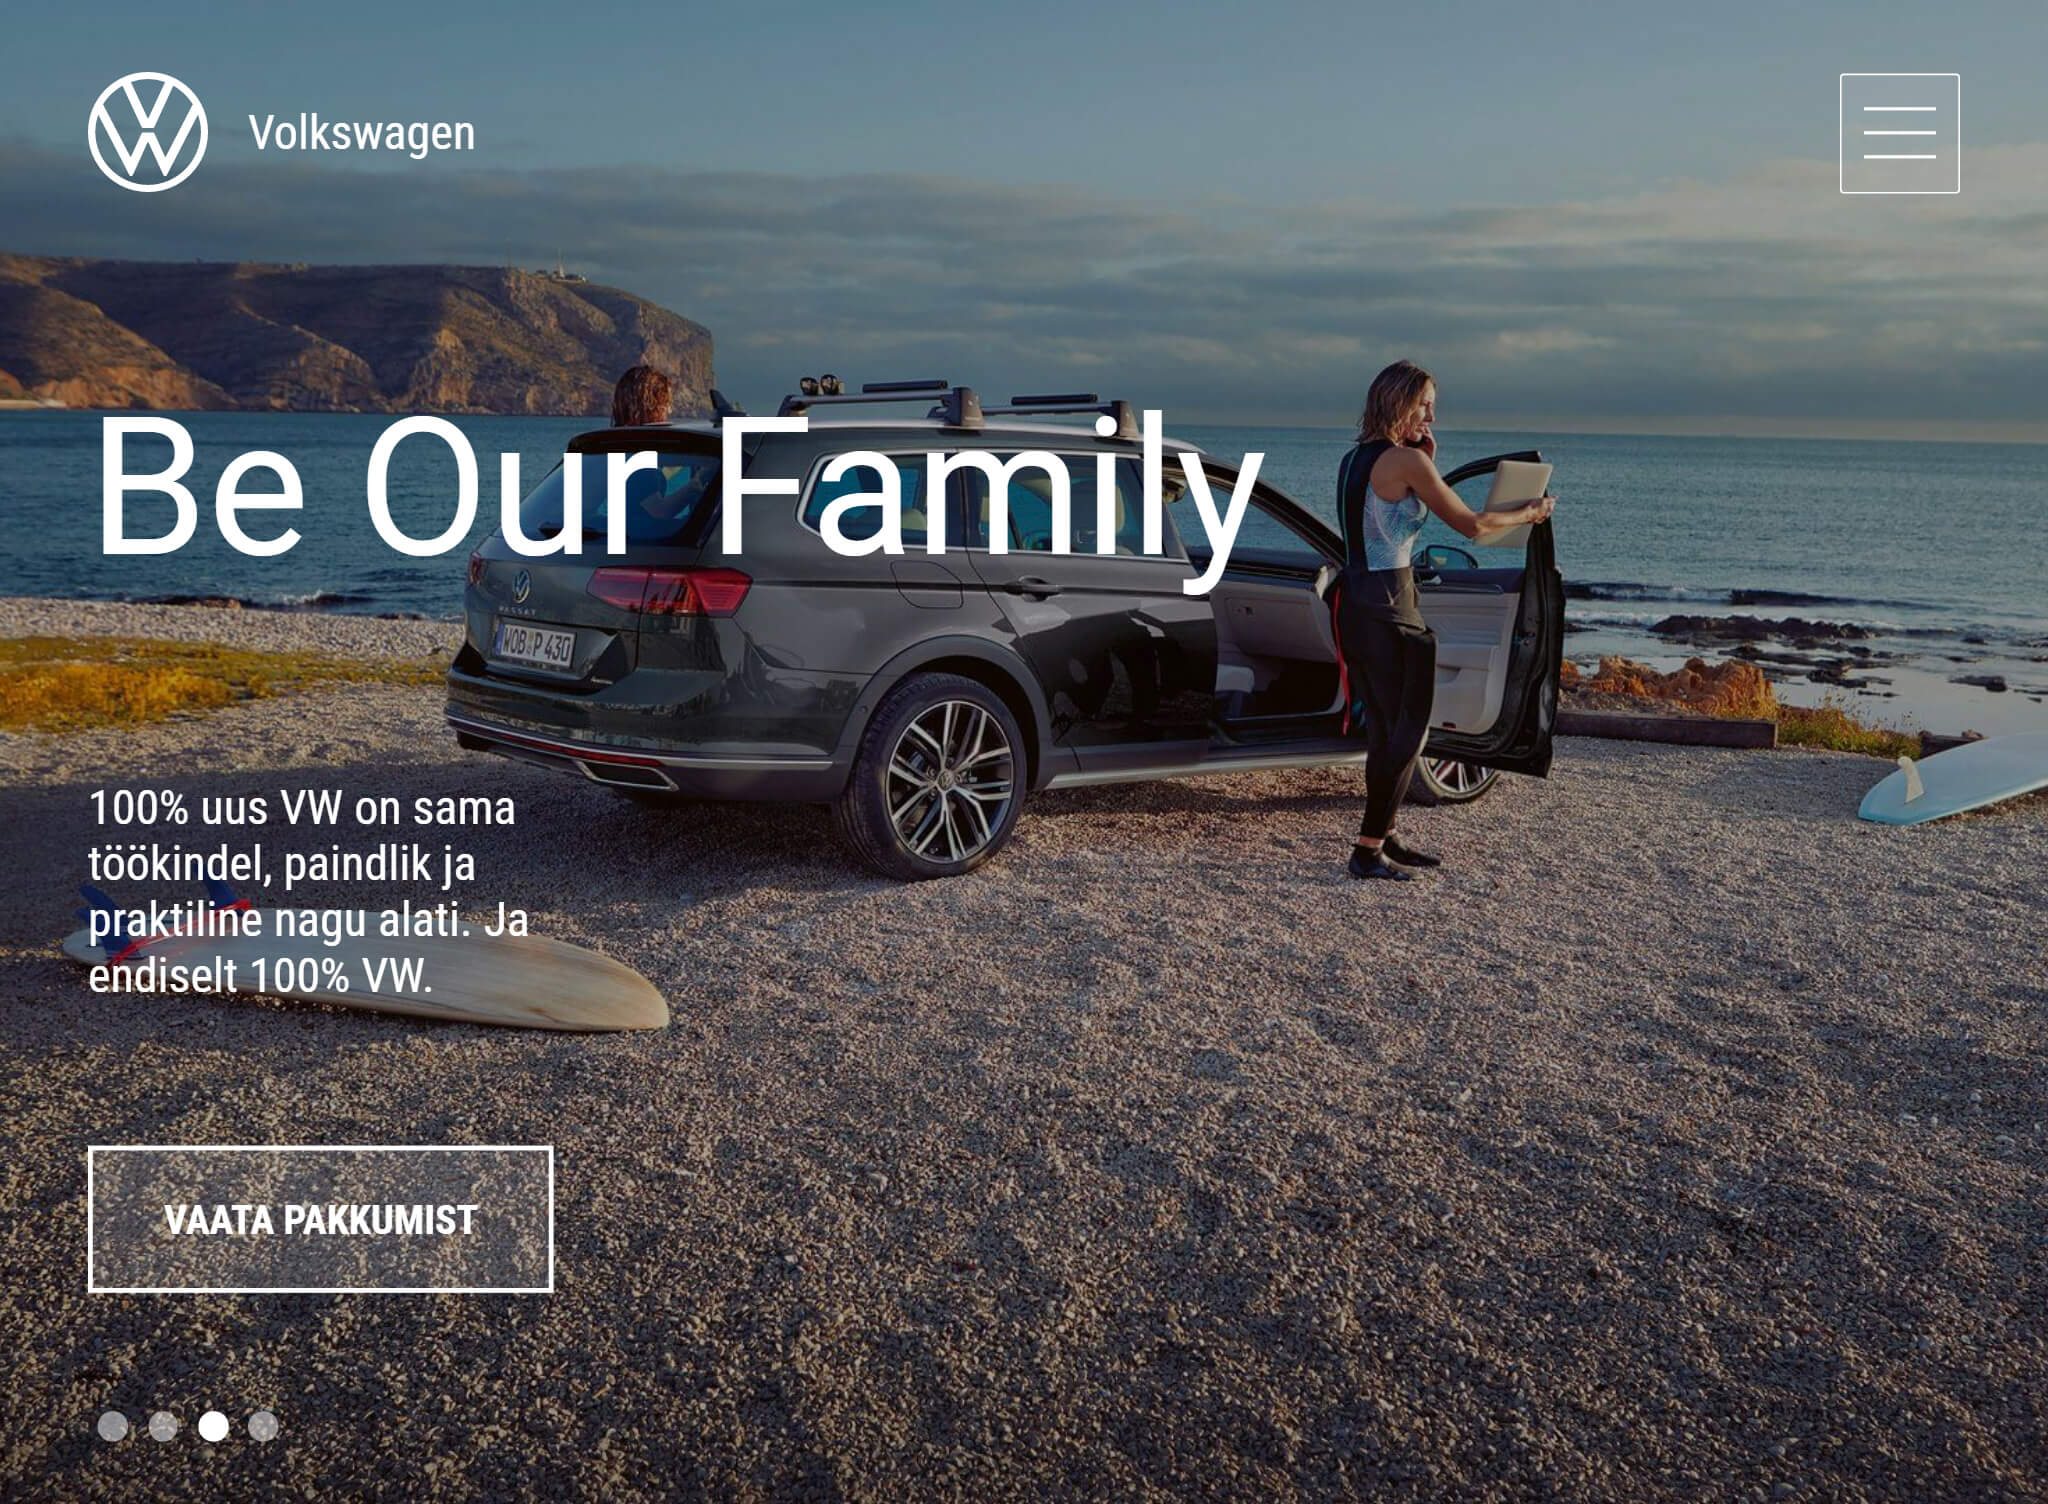 Volkswagen
Be Our Family
PASSAT
WOB P 430
100% uus VW on sama
töökindel, paindlik ja
praktiline nagu alati. Ja
endiselt 100% VW.
VAATA PAKKUMIST